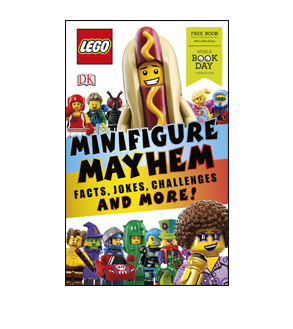 LEGO
FREE BOOK
WORLD
BOOK
DAY
DK
MINIFIGURE
MAYHEM
FACTS, JOKES, CHALLENGES
AND MORE!